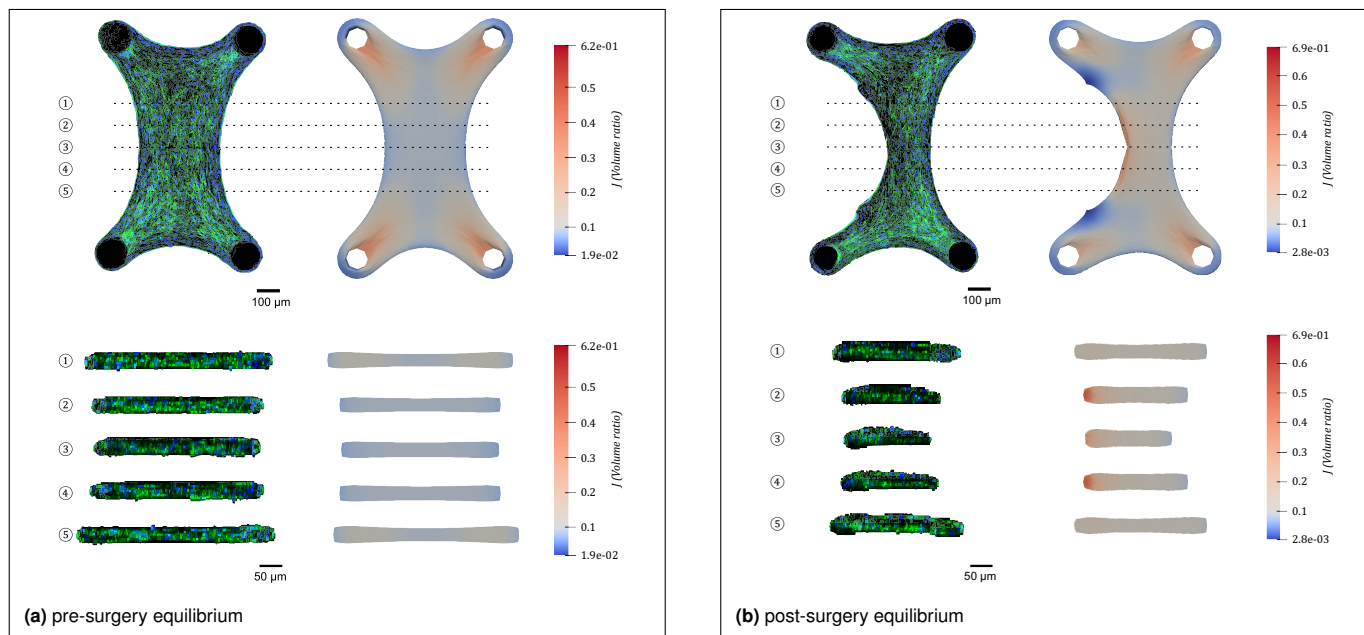 ①
②
③
④
⑤
6.2e-01
0.5
0.4
0.3
0.2
0.1
1.9e-02
J (Volume ratio)
100 µm
①
②
③
④
⑤
6.2e-01
0.5
0.4
0.3
0.2
0.1
1.9e-02
J (Volume ratio)
50 µm
(a) pre-surgery equilibrium
①
②
③
④
⑤
6.9e-01
0.6
0.5
0.4
0.3
0.2
0.1
2.8e-03
J (Volume ratio)
100 µm
①
②
③
④
⑤
6.9e-01
0.6
0.5
0.4
0.3
0.2
0.1
2.8e-03
J (Volume ratio)
50 µm
(b) post-surgery equilibrium